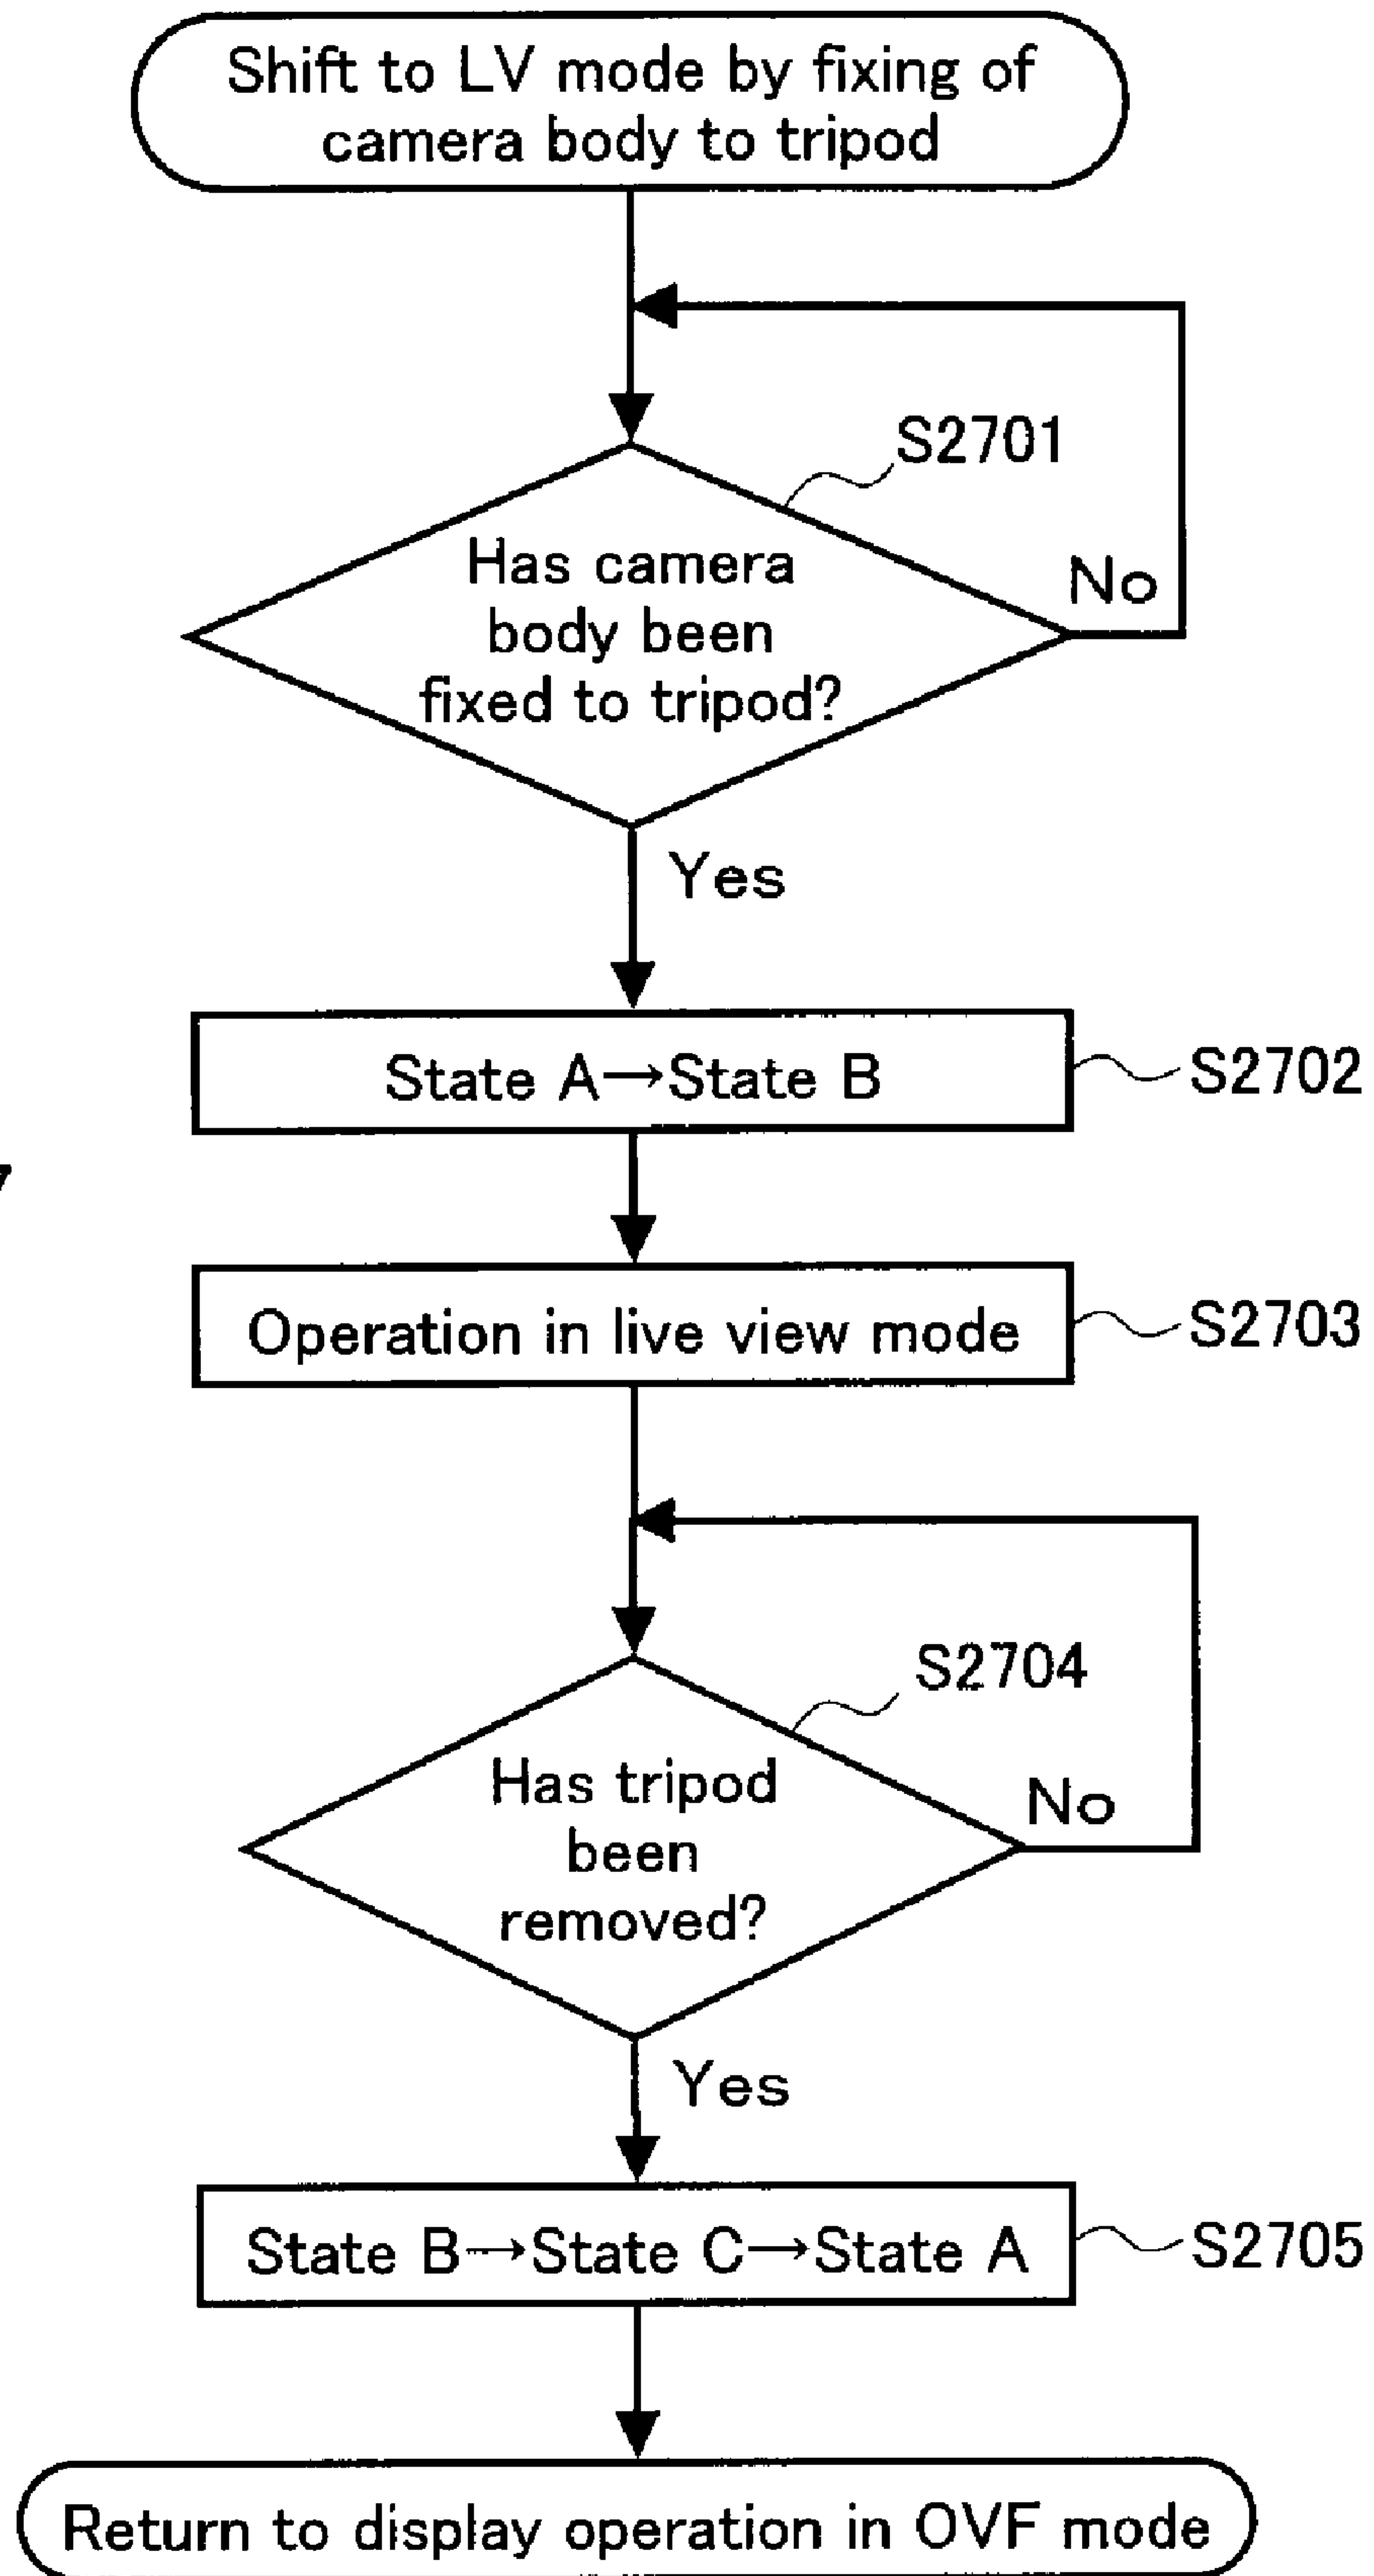 Shift to LV mode by fixing of
camera body to tripod
S2701
Has camera
body been
fixed to tripod?
No
Yes
State A→State B
S2702
Operation in live view mode
S2703
S2704
Has tripod
been
removed?
No
Yes
State B→State C→State A
S2705
Return to display operation in OVF mode